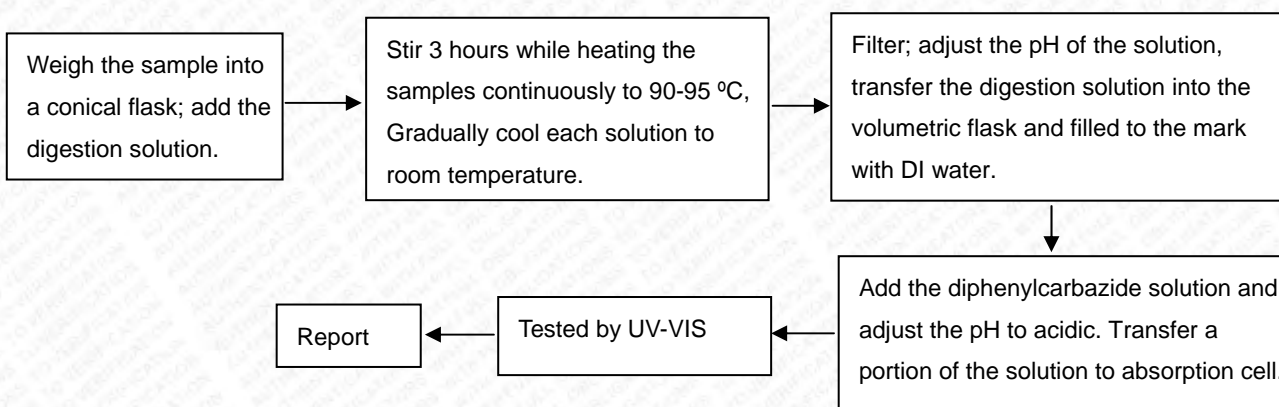 Weigh the sample into
a conical flask; add the
digestion solution.
Stir 3 hours while heating the
samples continuously to 90-95 ºC,
Gradually cool each solution to
room temperature.
Filter; adjust the pH of the solution,
transfer the digestion solution into the
volumetric flask and filled to the mark
with DI water.
Add the diphenylcarbazide solution and
adjust the pH to acidic. Transfer a
portion of the solution to absorption cell.
Tested by UV-VIS
Report